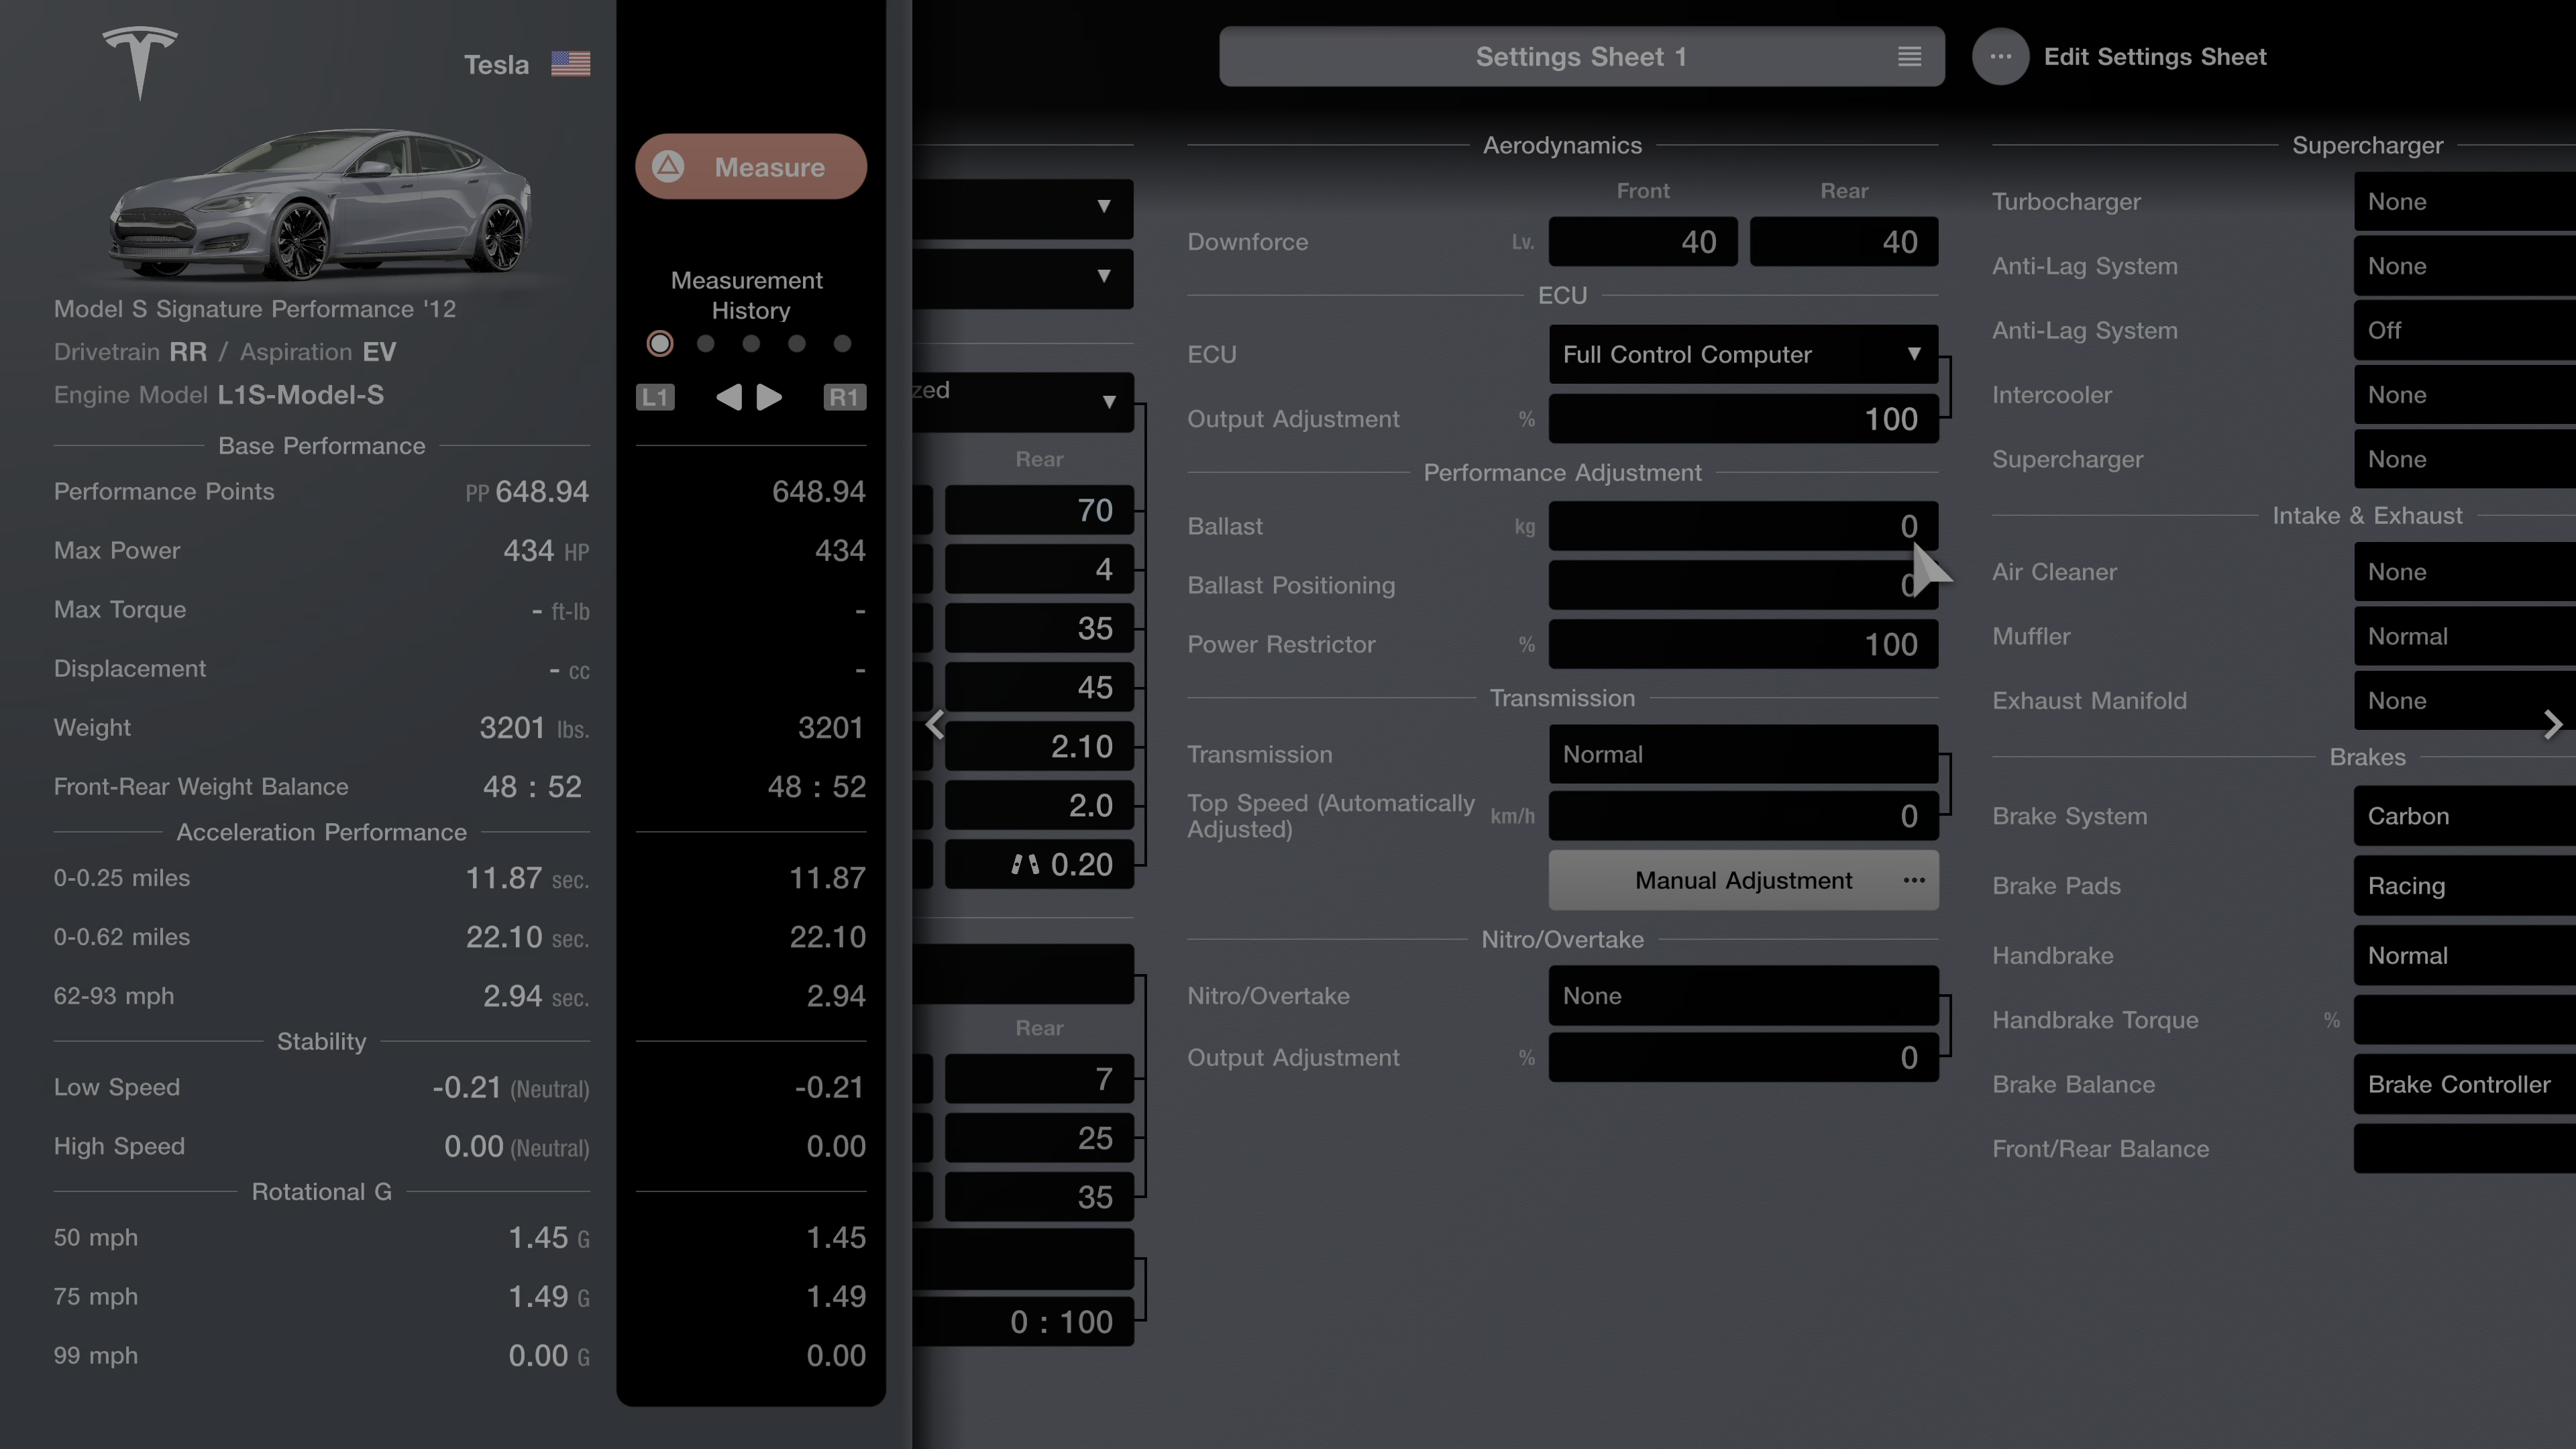 Tesla
Model S Signature Performance '12
Drivetrain RR / Aspiration EV
Engine Model L1S-Model-S
Base Performance
Performance Points PP 648.94
Max Power 434 HP
Max Torque - ft-lb
Displacement - cc
Weight 3201 lbs.
Front-Rear Weight Balance 48 : 52
Acceleration Performance
0-0.25 miles 11.87 sec.
0-0.62 miles 22.10 sec.
62-93 mph 2.94 sec.
Stability
Low Speed -0.21 (Neutral)
High Speed 0.00 (Neutral)
Rotational G
50 mph 1.45 G
75 mph 1.49 G
99 mph 0.00 G
Measure
Measurement
History
L1 R1
648.94
434
-
-
3201
48 : 52
11.87
22.10
2.94
-0.21
0.00
1.45
1.49
0.00
zed
Rear
70
4
35
45
2.10
2.0
0.20
Rear
7
25
35
0 : 100
Settings Sheet 1
Edit Settings Sheet
Aerodynamics
Front Rear
Downforce Lv. 40 40
ECU
ECU Full Control Computer
Output Adjustment % 100
Performance Adjustment
Ballast kg 0
Ballast Positioning 0
Power Restrictor % 100
Transmission
Transmission Normal
Top Speed (Automatically
Adjusted) km/h 0
Manual Adjustment
Nitro/Overtake
Nitro/Overtake None
Output Adjustment % 0
Supercharger
Turbocharger None
Anti-Lag System None
Anti-Lag System Off
Intercooler None
Supercharger None
Intake & Exhaust
Air Cleaner None
Muffler Normal
Exhaust Manifold None
Brakes
Brake System Carbon
Brake Pads Racing
Handbrake Normal
Handbrake Torque %
Brake Balance Brake Controller
Front/Rear Balance